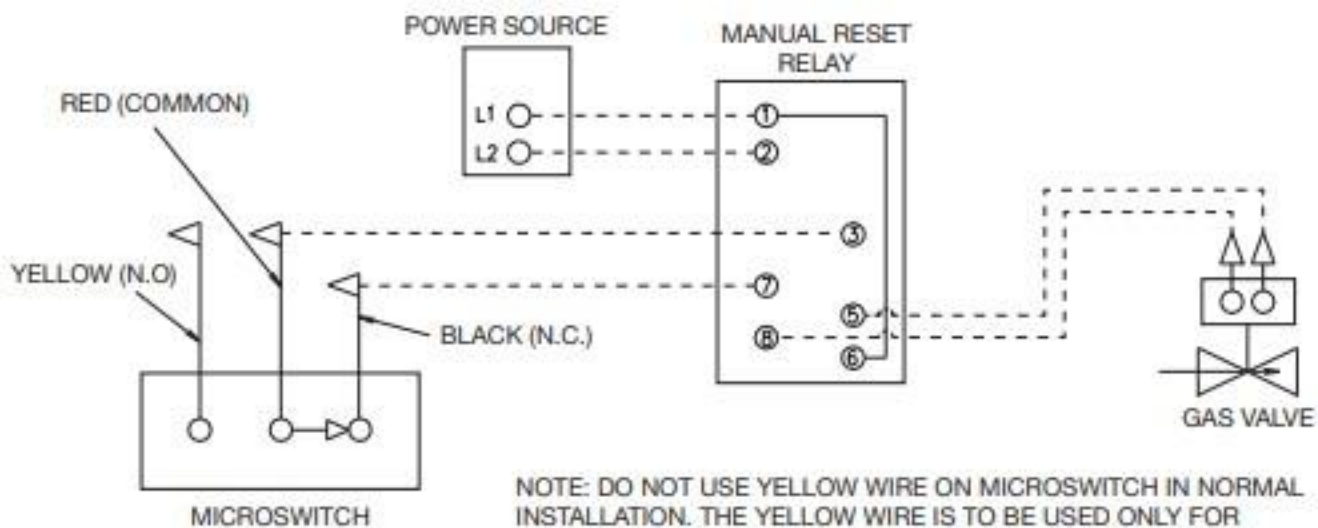 POWER SOURCE
MANUAL RESET
RELAY
RED (COMMON)
L1
L2
1
2
3
YELLOW (N.O)
7
5
BLACK (N.C.)
8
6
GAS VALVE
MICROSWITCH
NOTE: DO NOT USE YELLOW WIRE ON MICROSWITCH IN NORMAL
INSTALLATION. THE YELLOW WIRE IS TO BE USED ONLY FOR